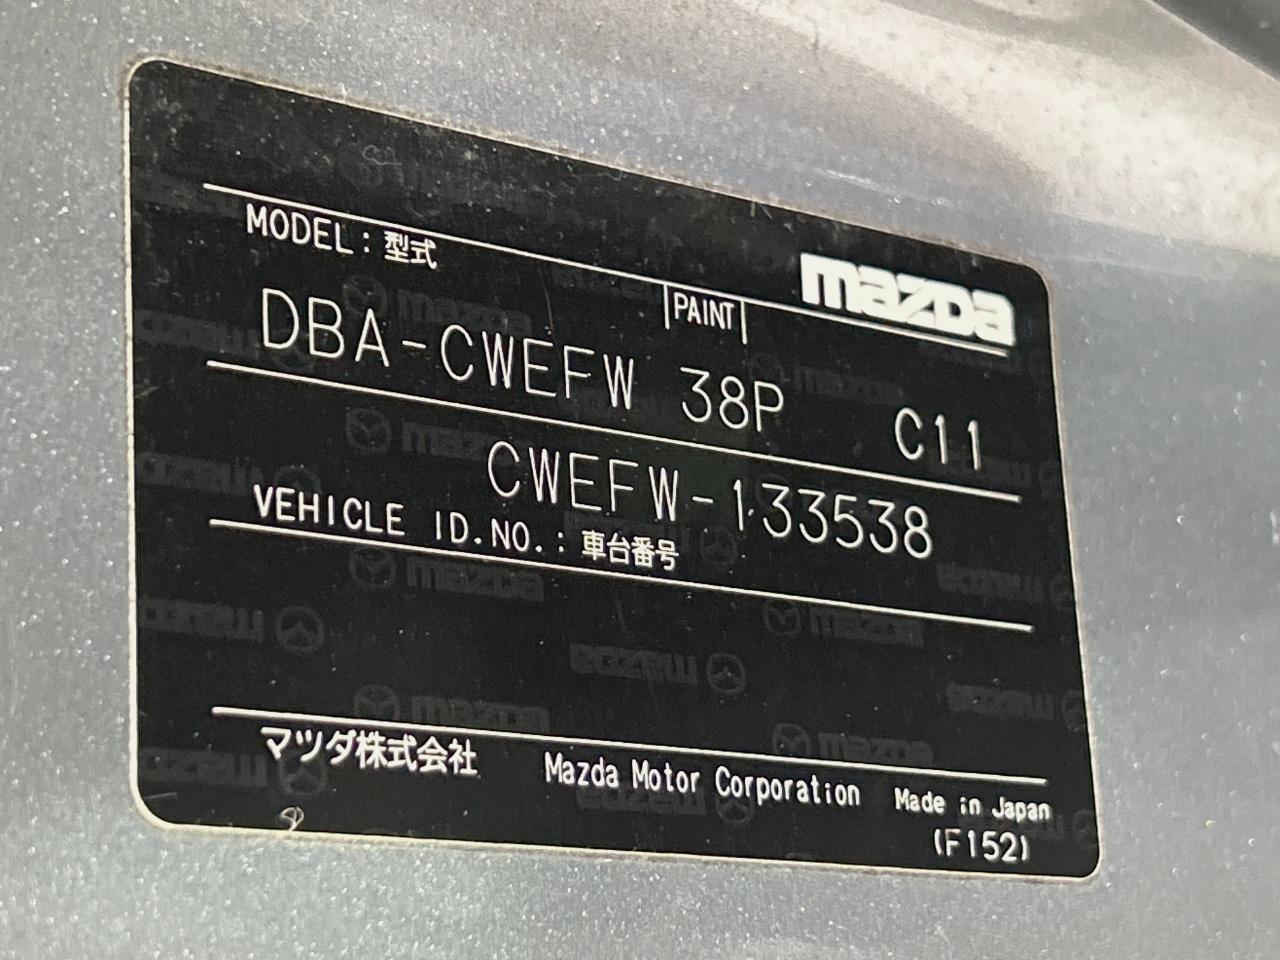 mazda
MODEL : 型式
PAINT
DBA-CWEFW 38P C11
CWEFW-133538
VEHICLE ID.NO. : 車台番号
マツダ株式会社 Mazda Motor Corporation Made in Japan
(F152)